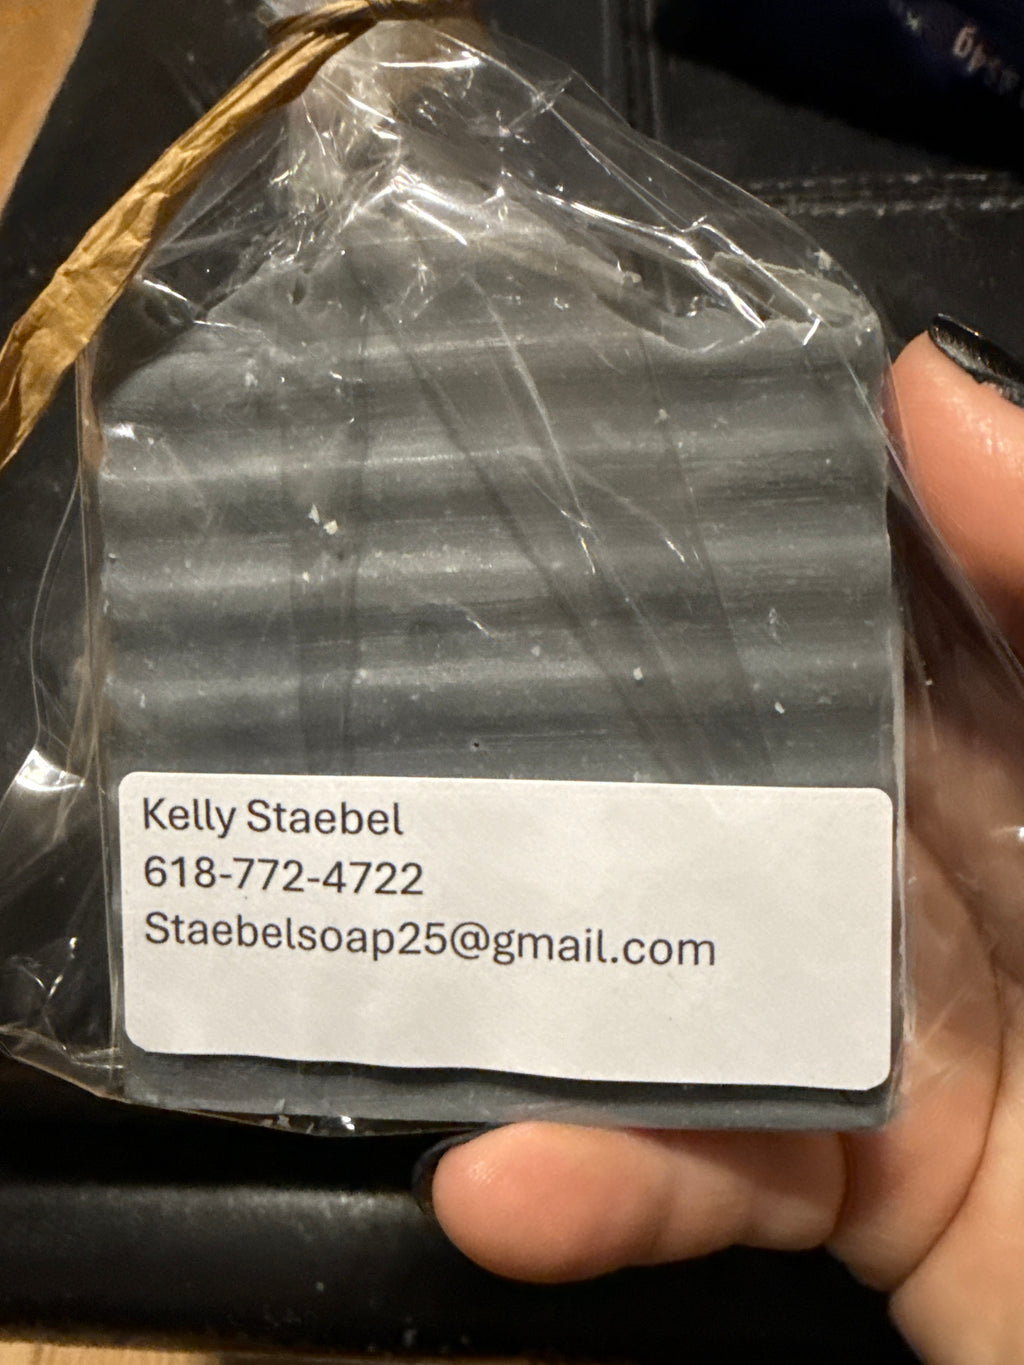 Kelly Staebel
618-772-4722
Staebelsoap25@gmail.com